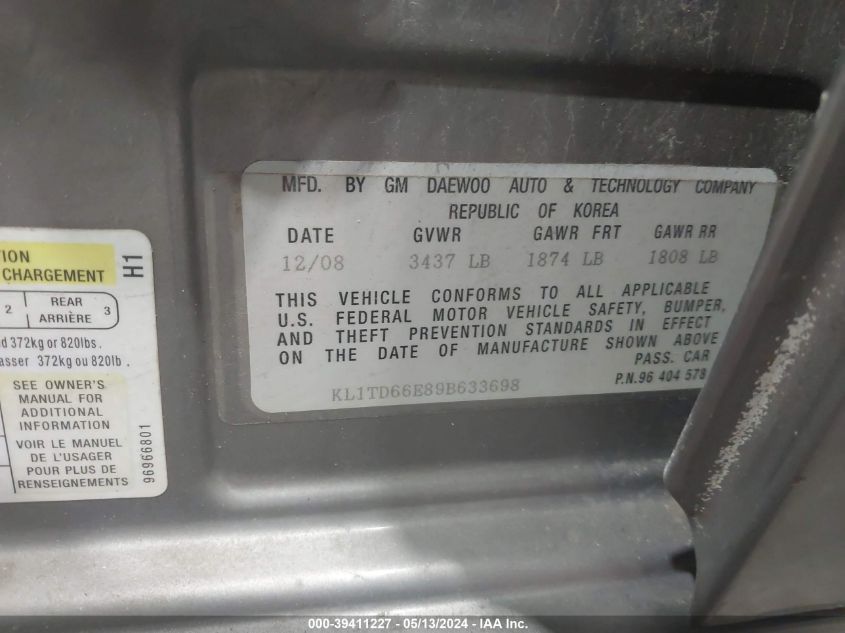 MFD. BY GM DAEWOO AUTO & TECHNOLOGY COMPANY
REPUBLIC OF KOREA
DATE GVWR GAWR FRT GAWR RR
12/08 3437 LB 1874 LB 1808 LB
THIS VEHICLE CONFORMS TO ALL APPLICABLE
U.S. FEDERAL MOTOR VEHICLE SAFETY, BUMPER,
AND THEFT PREVENTION STANDARDS IN EFFECT
ON THE DATE OF MANUFACTURE SHOWN ABOVE
PASS. CAR
KL1TD66E89B633698
P.N.96 404 578
CHARGEMENT
H1
2 REAR 3
ARRIÈRE
372kg or 820lbs.
372kg ou 820lb.
SEE OWNER'S
MANUAL FOR
ADDITIONAL
INFORMATION
VOIR LE MANUEL
DE L'USAGER
POUR PLUS DE
RENSEIGNEMENTS
96966801
000-39411227 - 05/13/2024 - IAA Inc.